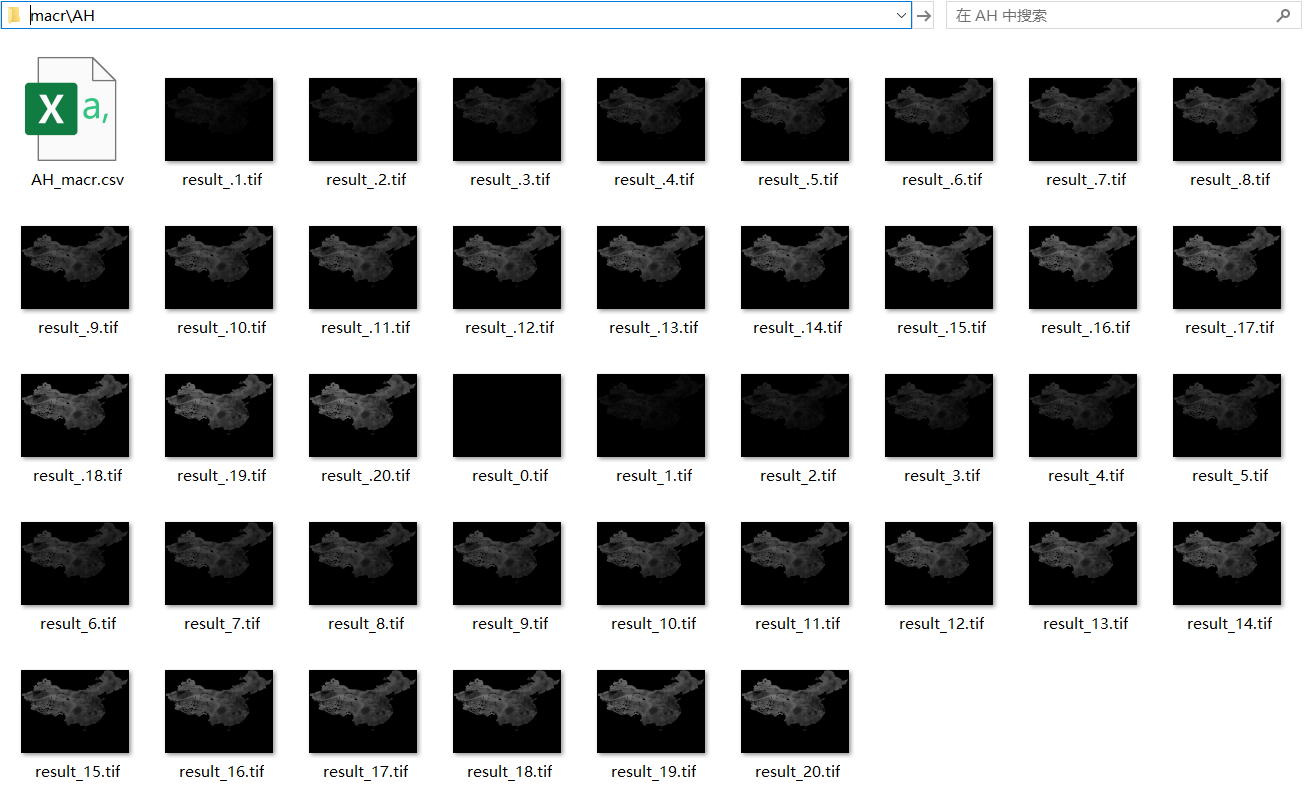 macr\AH
在 AH 中搜索
X a,
AH_macr.csv
result_.1.tif
result_.2.tif
result_.3.tif
result_.4.tif
result_.5.tif
result_.6.tif
result_.7.tif
result_.8.tif
result_.9.tif
result_.10.tif
result_.11.tif
result_.12.tif
result_.13.tif
result_.14.tif
result_.15.tif
result_.16.tif
result_.17.tif
result_.18.tif
result_.19.tif
result_.20.tif
result_0.tif
result_1.tif
result_2.tif
result_3.tif
result_4.tif
result_5.tif
result_6.tif
result_7.tif
result_8.tif
result_9.tif
result_10.tif
result_11.tif
result_12.tif
result_13.tif
result_14.tif
result_15.tif
result_16.tif
result_17.tif
result_18.tif
result_19.tif
result_20.tif